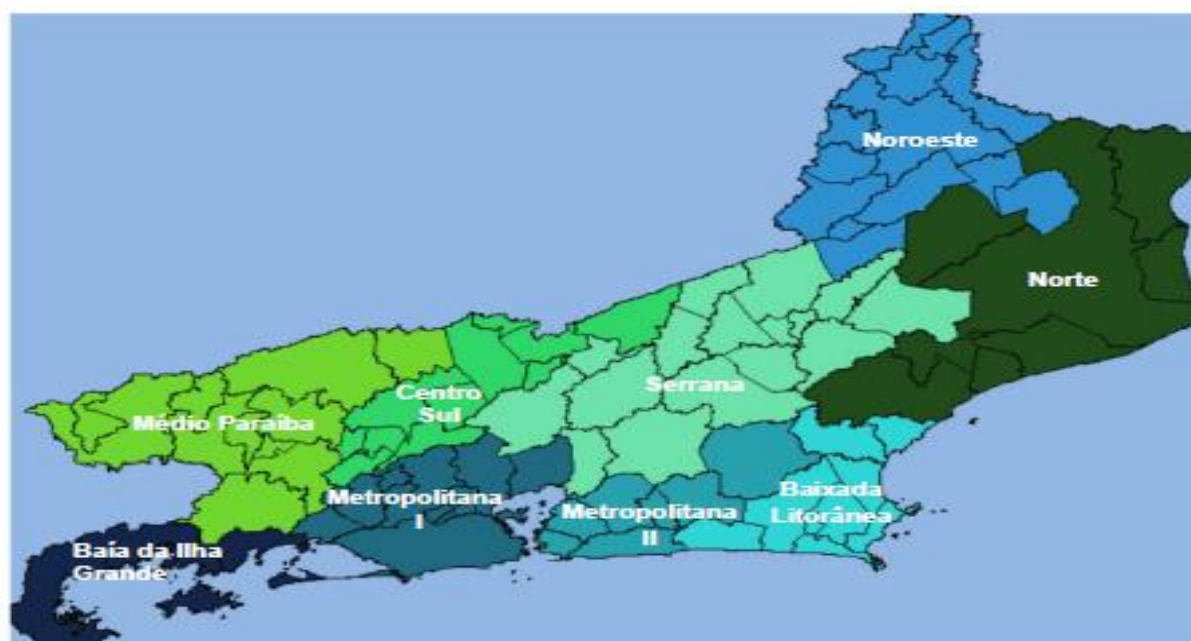 Noroeste
Norte
Serrana
Centro
Sul
Médio Paraíba
Baixada
Litorânea
Metropolitana
I
Metropolitana
II
Baía da Ilha
Grande